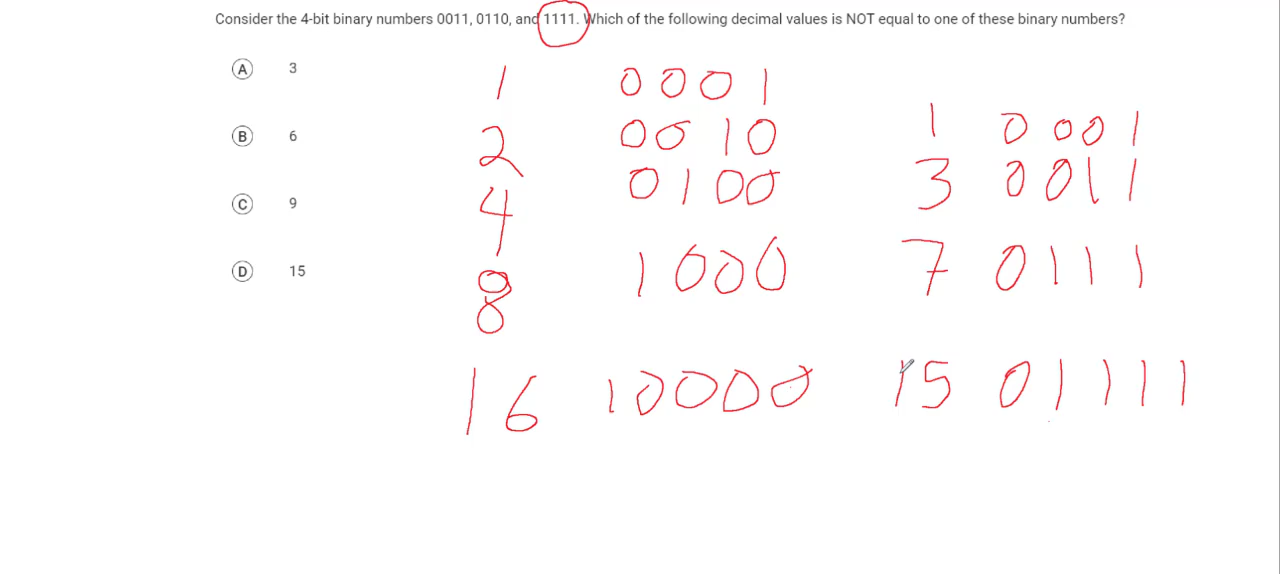 Consider the 4-bit binary numbers 0011, 0110, and 1111. Which of the following decimal values is NOT equal to one of these binary numbers?
A 3
B 6
C 9
D 15
1 0001
2 0010
4 0100
8 1000
16 10000
1 0001
3 0011
7 0111
15 01111